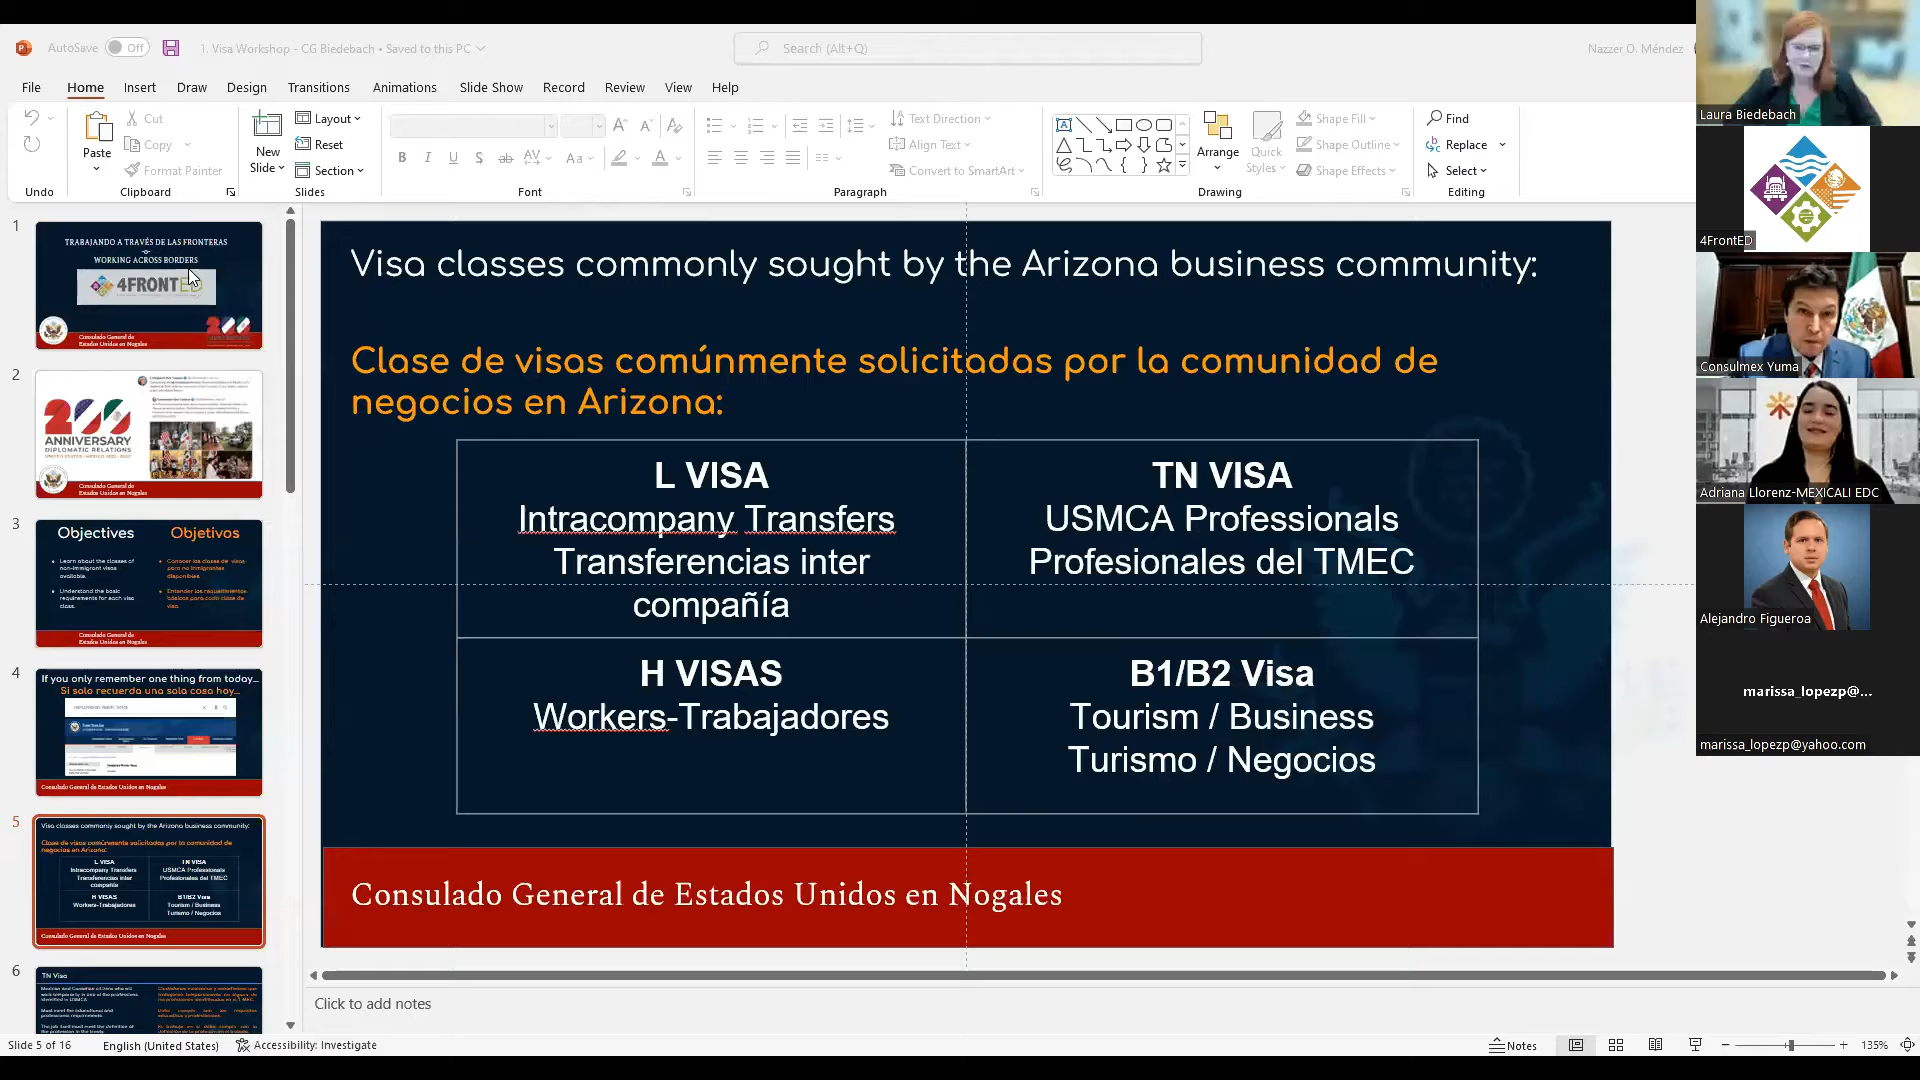 AutoSave Off
1. Visa Workshop - CG Biedebach • Saved to this PC
Search (Alt+Q)
Nazzer O. Méndez
File Home Insert Draw Design Transitions Animations Slide Show Record Review View Help
Paste
Cut
Copy
Format Painter
New
Slide
Layout
Reset
Section
Text Direction
Align Text
Convert to SmartArt
Arrange
Quick
Styles
Shape Fill
Shape Outline
Shape Effects
Find
Replace
Select
Undo Clipboard Slides Font Paragraph Drawing Editing
1
TRABAJANDO A TRAVÉS DE LAS FRONTERAS
WORKING ACROSS BORDERS
4FRONTED
Consulado General de
Estados Unidos en Nogales
2
200
ANNIVERSARY
DIPLOMATIC RELATIONS
Consulado General de
Estados Unidos en Nogales
3
Objectives Objetivos
Learn about the classes of
non-immigrant visas
available.
Understand the basic
requirements for each visa
class.
Conocer las clases de visas
para no inmigrantes
disponibles.
Entender los requerimientos
básicos para cada clase de
visa.
Consulado General de
Estados Unidos en Nogales
4
If you only remember one thing from today...
Si solo recuerda una sola cosa hoy...
Consulado General de Estados Unidos en Nogales
5
Visa classes commonly sought by the Arizona business community:
Clase de visas comúnmente solicitadas por la comunidad de
negocios en Arizona:
L VISA
Intracompany Transfers
Transferencias inter
compañía
TN VISA
USMCA Professionals
Profesionales del TMEC
H VISAS
Workers-Trabajadores
B1/B2 Visa
Tourism / Business
Turismo / Negocios
Consulado General de Estados Unidos en Nogales
6
TN Visa
Visa classes commonly sought by the Arizona business community:
Clase de visas comúnmente solicitadas por la comunidad de
negocios en Arizona:
L VISA
Intracompany Transfers
Transferencias inter
compañía
TN VISA
USMCA Professionals
Profesionales del TMEC
H VISAS
Workers-Trabajadores
B1/B2 Visa
Tourism / Business
Turismo / Negocios
Consulado General de Estados Unidos en Nogales
Click to add notes
Slide 5 of 16
English (United States)
Accessibility: Investigate
Notes
135%
Laura Biedebach
4FrontED
Consulmex Yuma
Adriana Llorenz-MEXICALI EDC
Alejandro Figueroa
marissa_lopezp@...
marissa_lopezp@yahoo.com